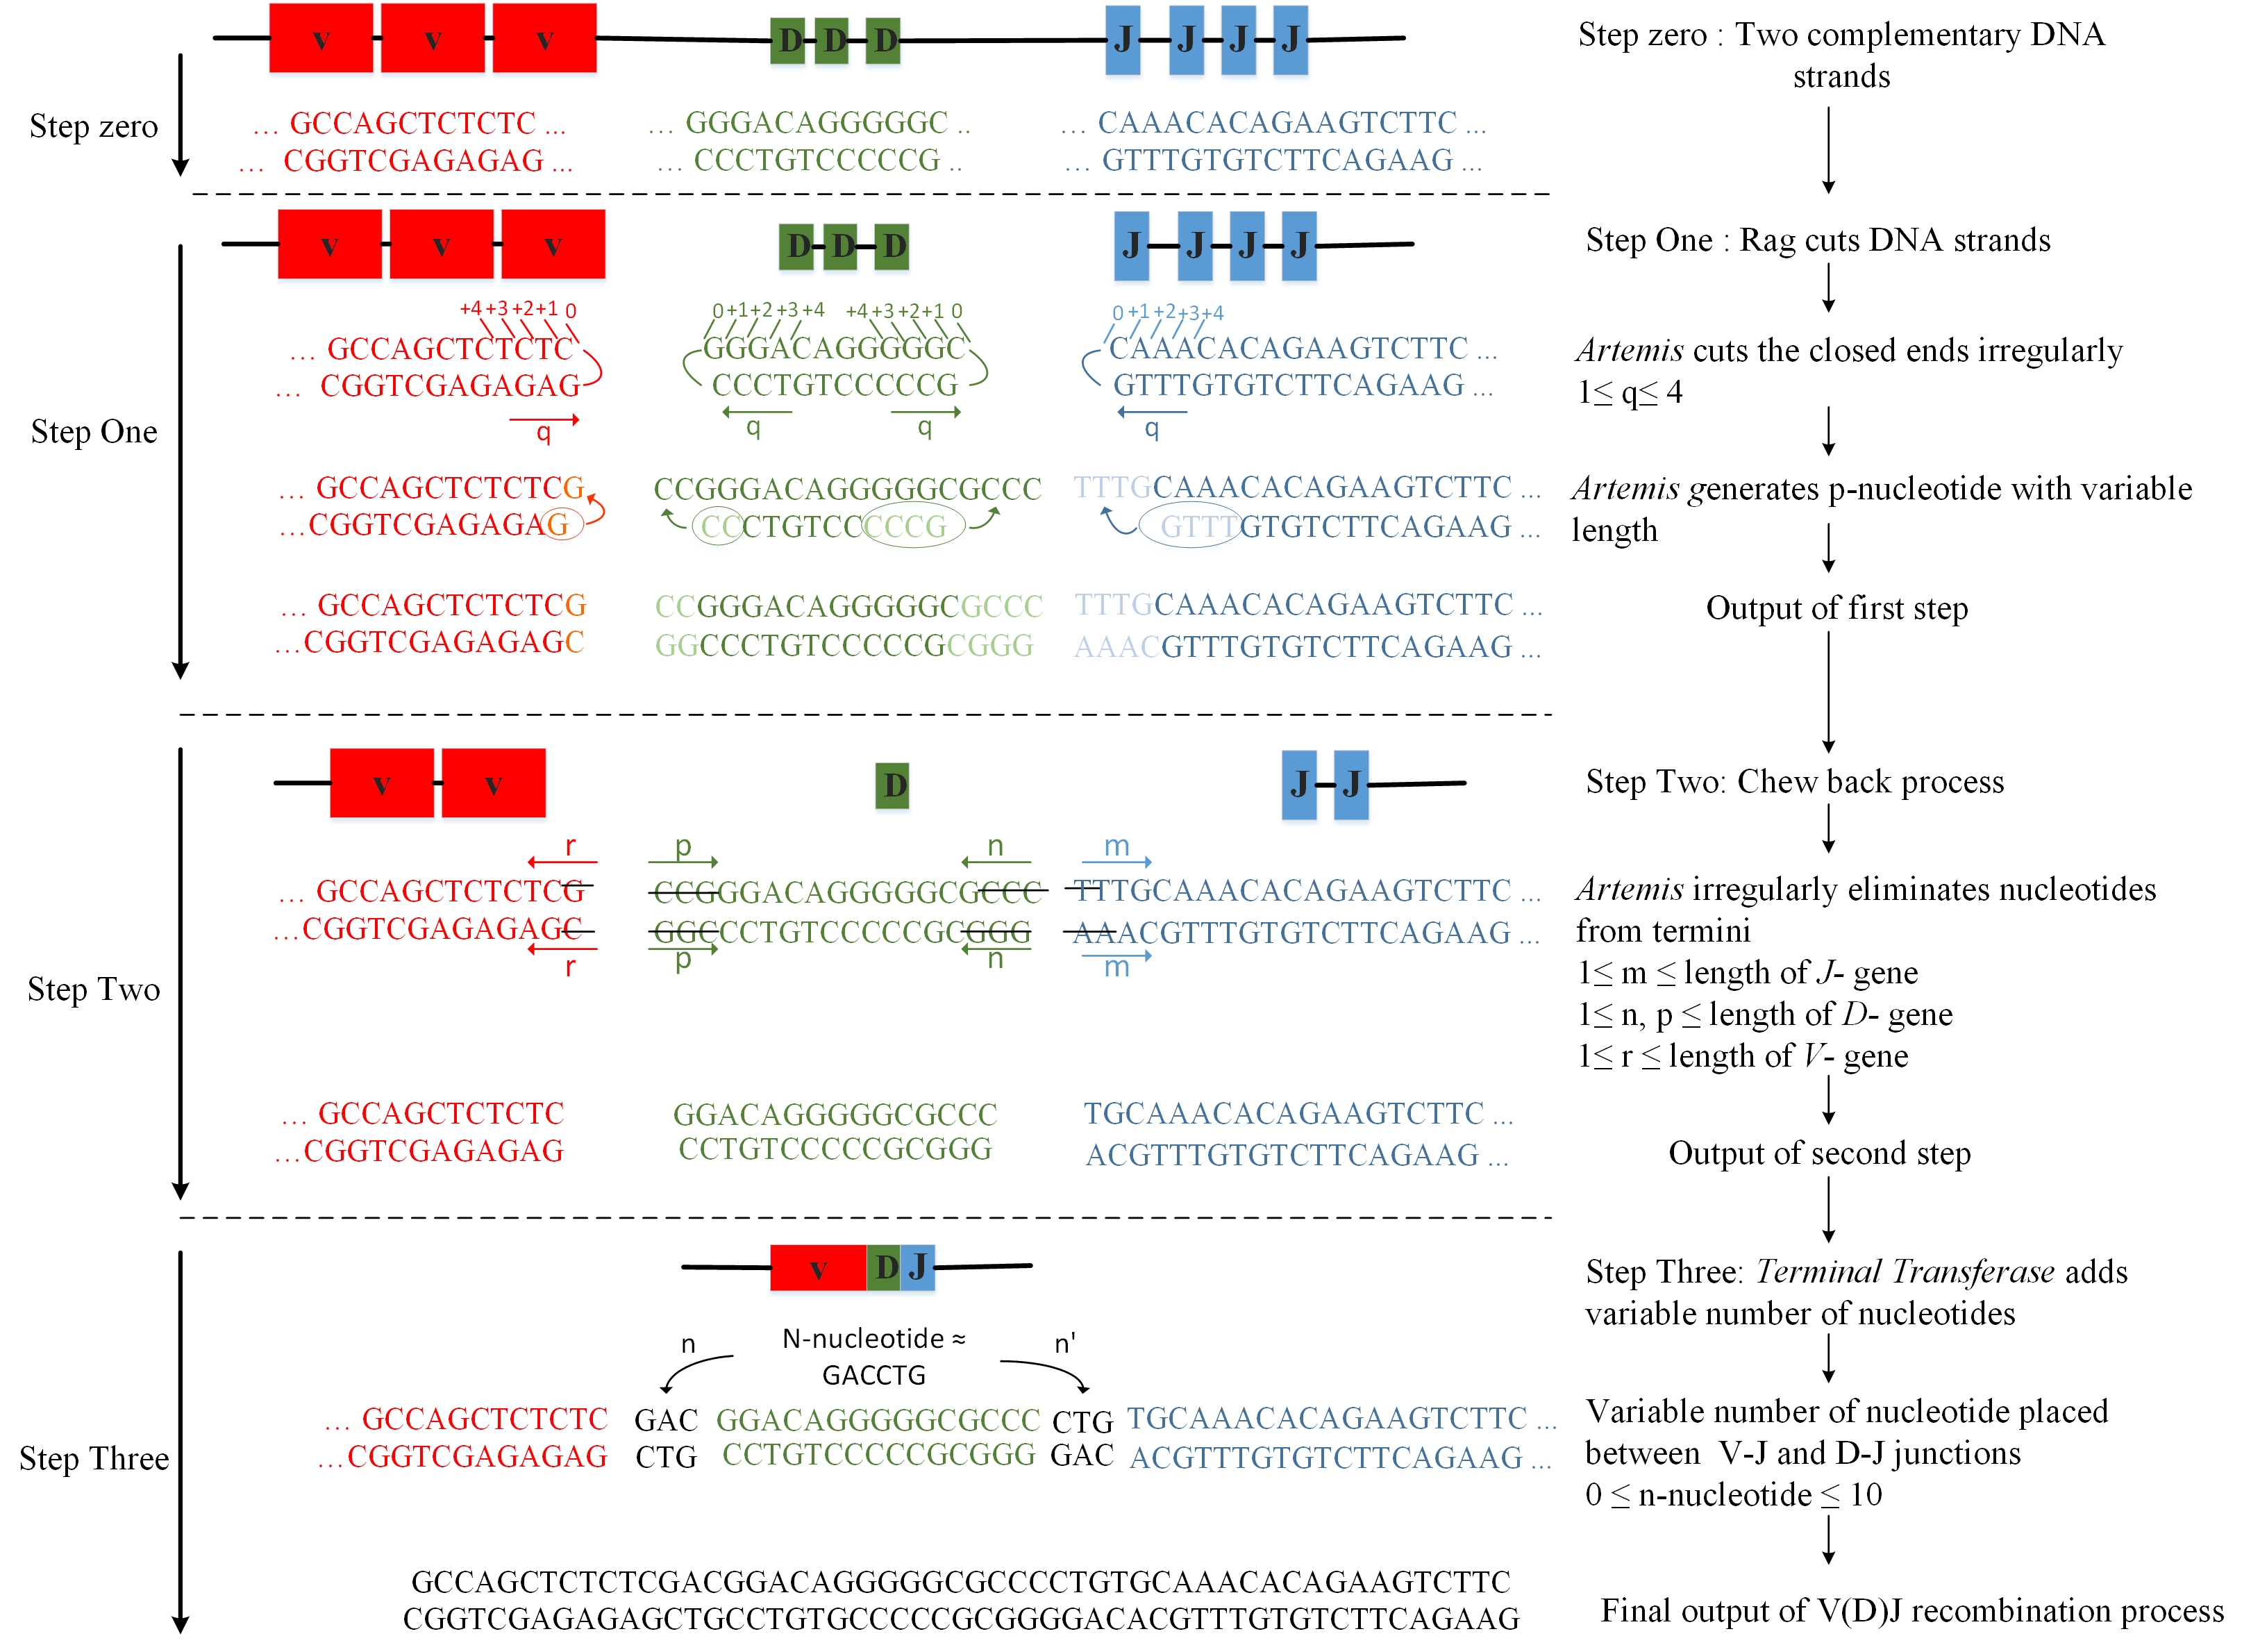 V V V D D D J J J J
Step zero : Two complementary DNA
strands
Step zero
... GCCAGCTCTCTC ... ... GGGACAGGGGGC .. ... CAAACACAGAAGTCTTC ...
... CGGTCGAGAGAG ... ... CCCTGTCCCCCG .. ... GTTTGTGTCTTCAGAAG ...
V V V D D D J J J J
Step One : Rag cuts DNA strands
+4 +3 +2 +1 0 0 +1 +2 +3 +4 +4 +3 +2 +1 0 0 +1 +2 +3 +4
... GCCAGCTCTCTC GGGACAGGGGGC CAAACACAGAAGTCTTC ...
... CGGTCGAGAGAG CCCTGTCCCCCG GTTTGTGTCTTCAGAAG ...
q q q q
Artemis cuts the closed ends irregularly
1≤ q≤ 4
Step One
... GCCAGCTCTCTCG CCGGGACAGGGGGCGCCC TTTGCAAACACAGAAGTCTTC ...
...CGGTCGAGAGAG CCCTGTCCCCCG GTTTGTGTCTTCAGAAG ...
Artemis generates p-nucleotide with variable
length
... GCCAGCTCTCTCG CCGGGACAGGGGGCGCCC TTTGCAAACACAGAAGTCTTC ...
...CGGTCGAGAGAGC GGCCCTGTCCCCCGCGGG AAACGTTTGTGTCTTCAGAAG ...
Output of first step
V V D J J
Step Two: Chew back process
r p n m
... GCCAGCTCTCTCG CCGGGACAGGGGGCGCCC TTTGCAAACACAGAAGTCTTC ...
...CGGTCGAGAGAGC GGCCCTGTCCCCCGCGGG AAACGTTTGTGTCTTCAGAAG ...
r p n m
Artemis irregularly eliminates nucleotides
from termini
1≤ m ≤ length of J- gene
1≤ n, p ≤ length of D- gene
1≤ r ≤ length of V- gene
Step Two
... GCCAGCTCTCTC GGACAGGGGGCGCCC TGCAAACACAGAAGTCTTC ...
...CGGTCGAGAGAG CCTGTCCCCCGCGGG ACGTTTGTGTCTTCAGAAG ...
Output of second step
V D J
Step Three: Terminal Transferase adds
variable number of nucleotides
n N-nucleotide ≈ n'
GACCTG
... GCCAGCTCTCTC GAC GGACAGGGGGCGCCC CTG TGCAAACACAGAAGTCTTC ...
...CGGTCGAGAGAG CTG CCTGTCCCCCGCGGG GAC ACGTTTGTGTCTTCAGAAG ...
Step Three
Variable number of nucleotide placed
between V-J and D-J junctions
0 ≤ n-nucleotide ≤ 10
GCCAGCTCTCTCGACGGACAGGGGGCGCCCCTGTGCAAACACAGAAGTCTTC
CGGTCGAGAGAGCTGCCTGTGCCCCCGCGGGGACACGTTTGTGTCTTCAGAAG
Final output of V(D)J recombination process